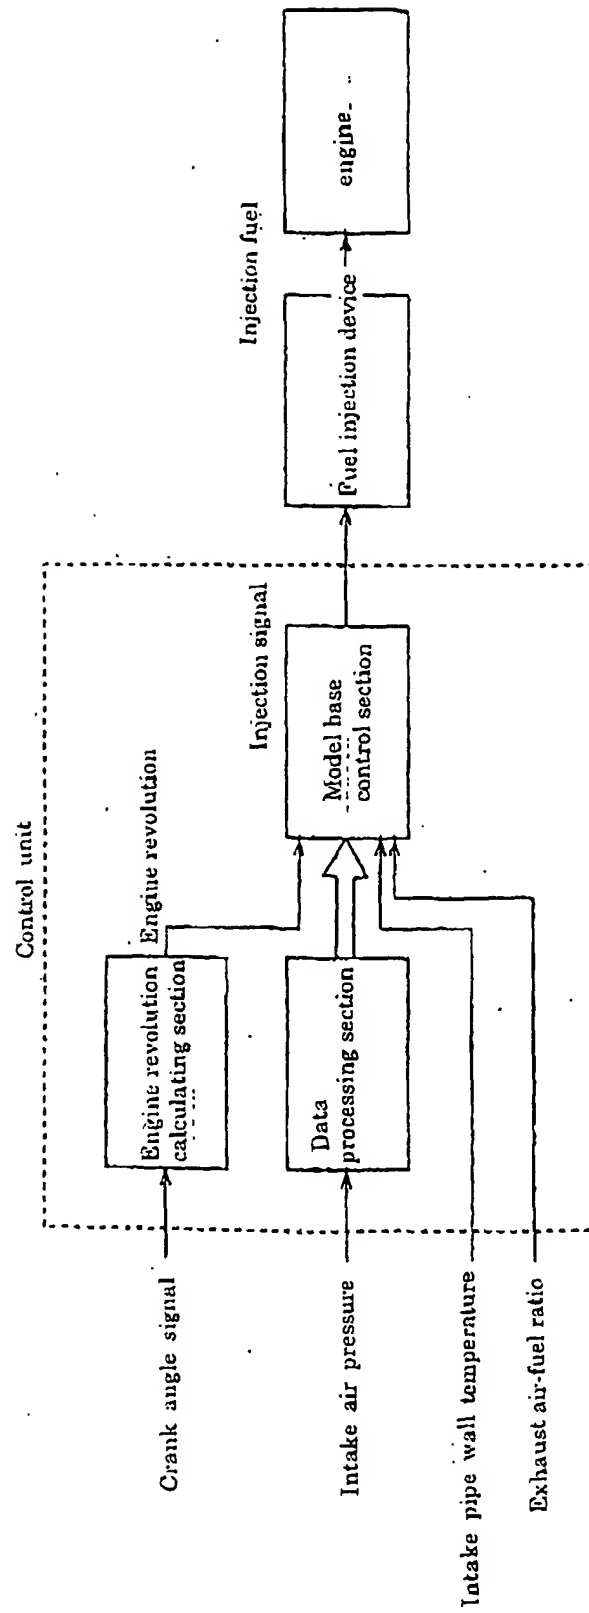 Control unit
Crank angle signal
Engine revolution
calculating section
Engine revolution
Intake air pressure
Data
processing section
Model base
control section
Injection signal
Fuel injection device
Injection fuel
engine
Intake pipe wall temperature
Exhaust air-fuel ratio